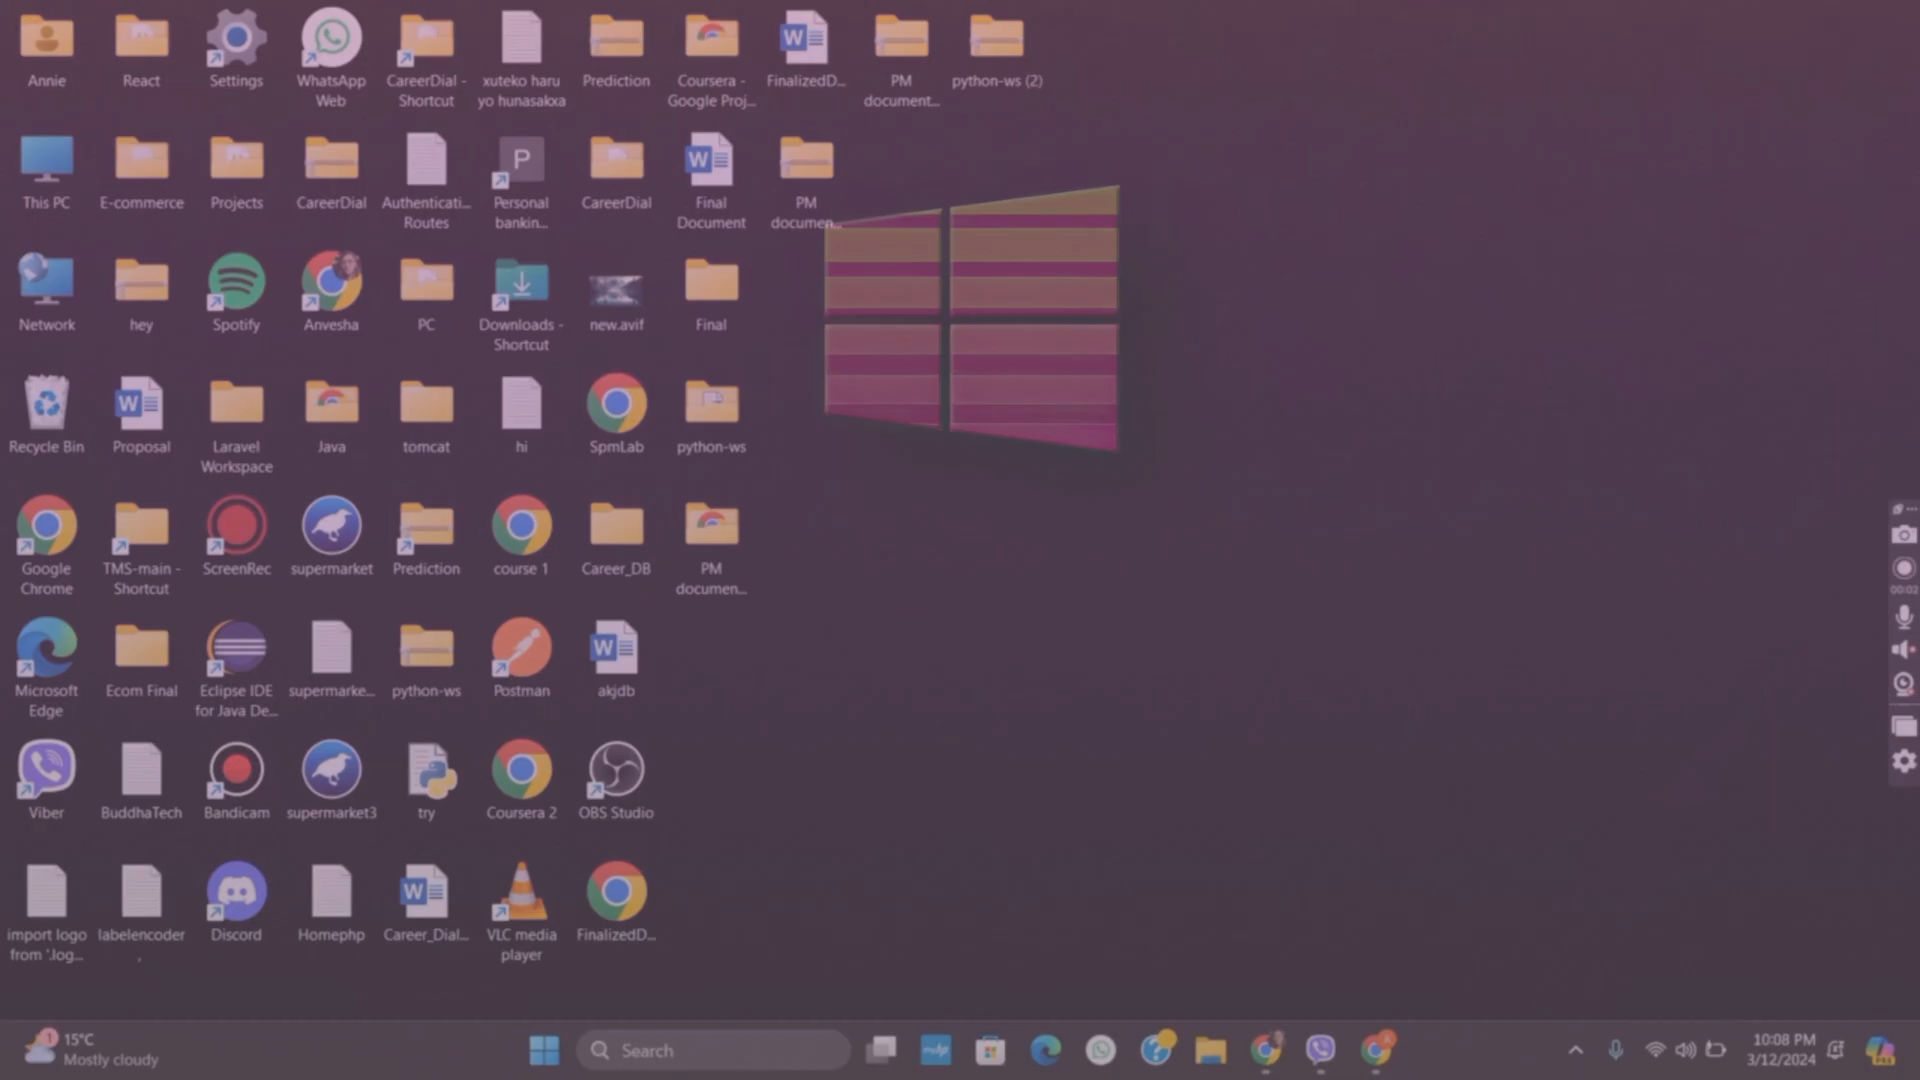 Annie
React
Settings
WhatsApp
Web
CareerDial -
Shortcut
xuteko haru
yo hunasakxa
Prediction
Coursera -
Google Proj...
FinalizedD...
PM
document...
python-ws (2)
This PC
E-commerce
Projects
CareerDial
Authenticati...
Routes
P
Personal
bankin...
CareerDial
Final
Document
PM
documen...
Network
hey
Spotify
Anvesha
PC
Downloads -
Shortcut
new.avif
Final
Recycle Bin
Proposal
Laravel
Workspace
Java
tomcat
hi
SpmLab
python-ws
Google
Chrome
TMS-main -
Shortcut
ScreenRec
supermarket
Prediction
course 1
Career_DB
PM
documen...
Microsoft
Edge
Ecom Final
Eclipse IDE
for Java De...
supermarke...
python-ws
Postman
akjdb
Viber
BuddhaTech
Bandicam
supermarket3
try
Coursera 2
OBS Studio
import logo
from '.log...
labelencoder
,
Discord
Homephp
Career_Dial...
VLC media
player
FinalizedD...
00:02
1
15°C
Mostly cloudy
Search
myhp
10:08 PM
3/12/2024
PRE